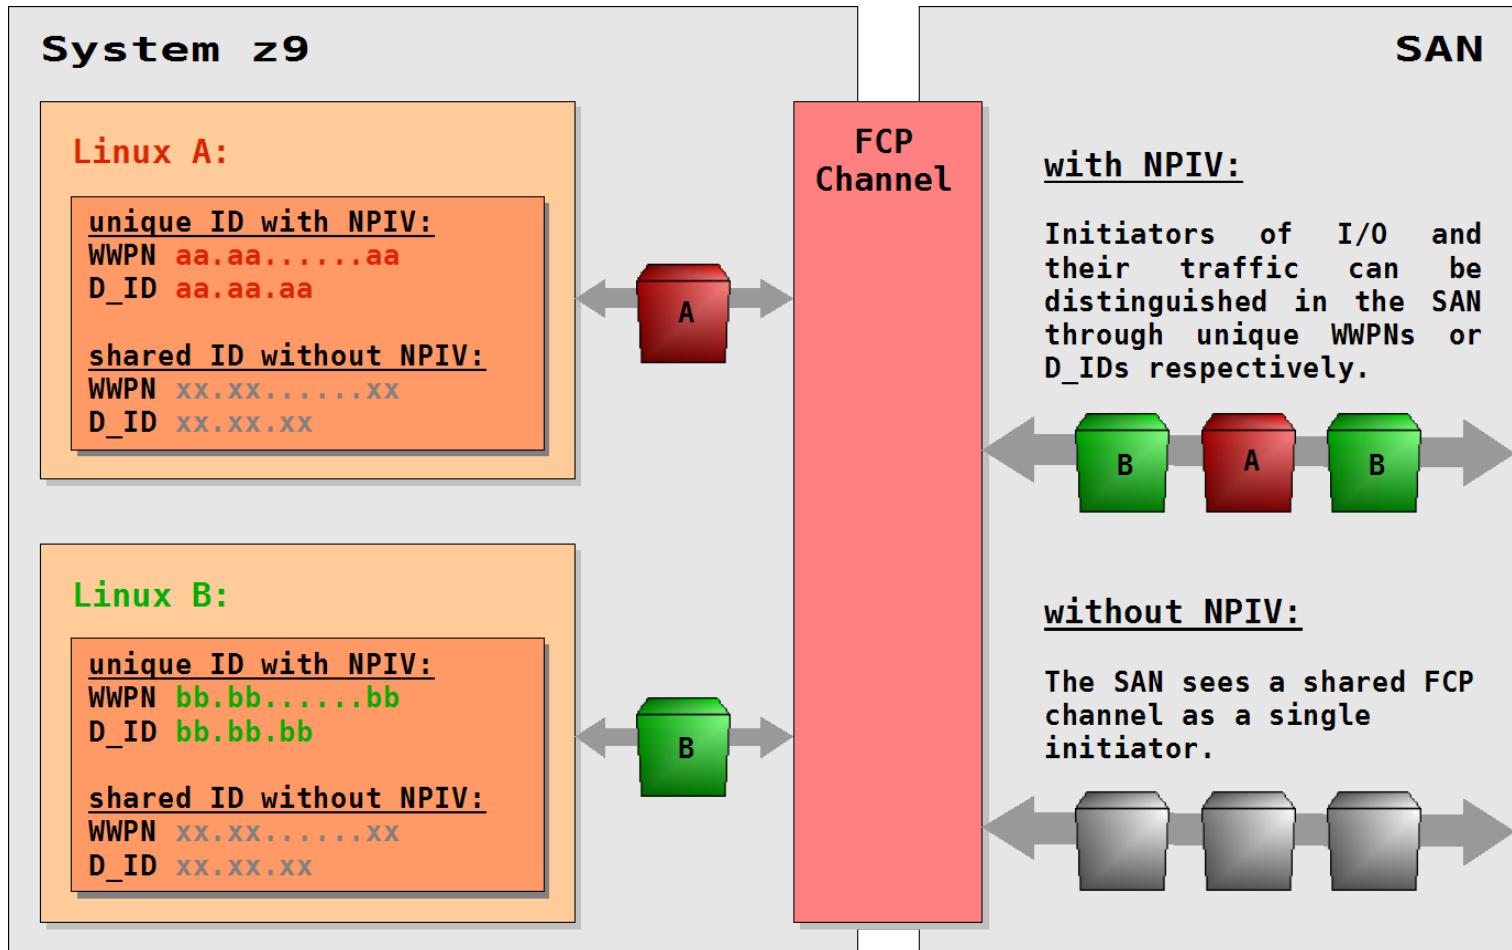 System z9
Linux A:
unique ID with NPIV:
WWPN aa.aa......aa
D_ID aa.aa.aa
shared ID without NPIV:
WWPN xx.xx......xx
D_ID xx.xx.xx
A
Linux B:
unique ID with NPIV:
WWPN bb.bb......bb
D_ID bb.bb.bb
shared ID without NPIV:
WWPN xx.xx......xx
D_ID xx.xx.xx
B
FCP
Channel
SAN
with NPIV:
Initiators of I/O and
their traffic can be
distinguished in the SAN
through unique WWPNs or
D_IDs respectively.
B A B
without NPIV:
The SAN sees a shared FCP
channel as a single
initiator.